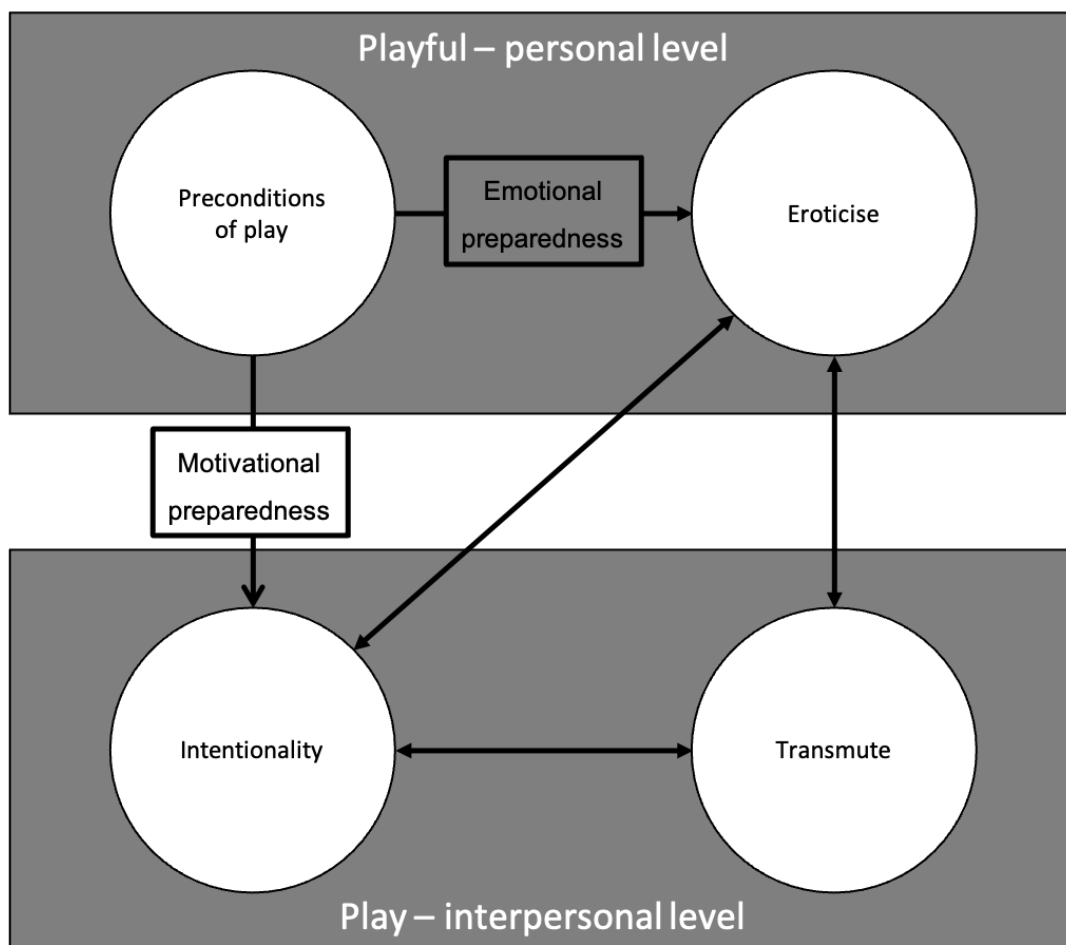 Playful – personal level
Preconditions
of play
Emotional
preparedness
Eroticise
Motivational
preparedness
Intentionality
Transmute
Play – interpersonal level